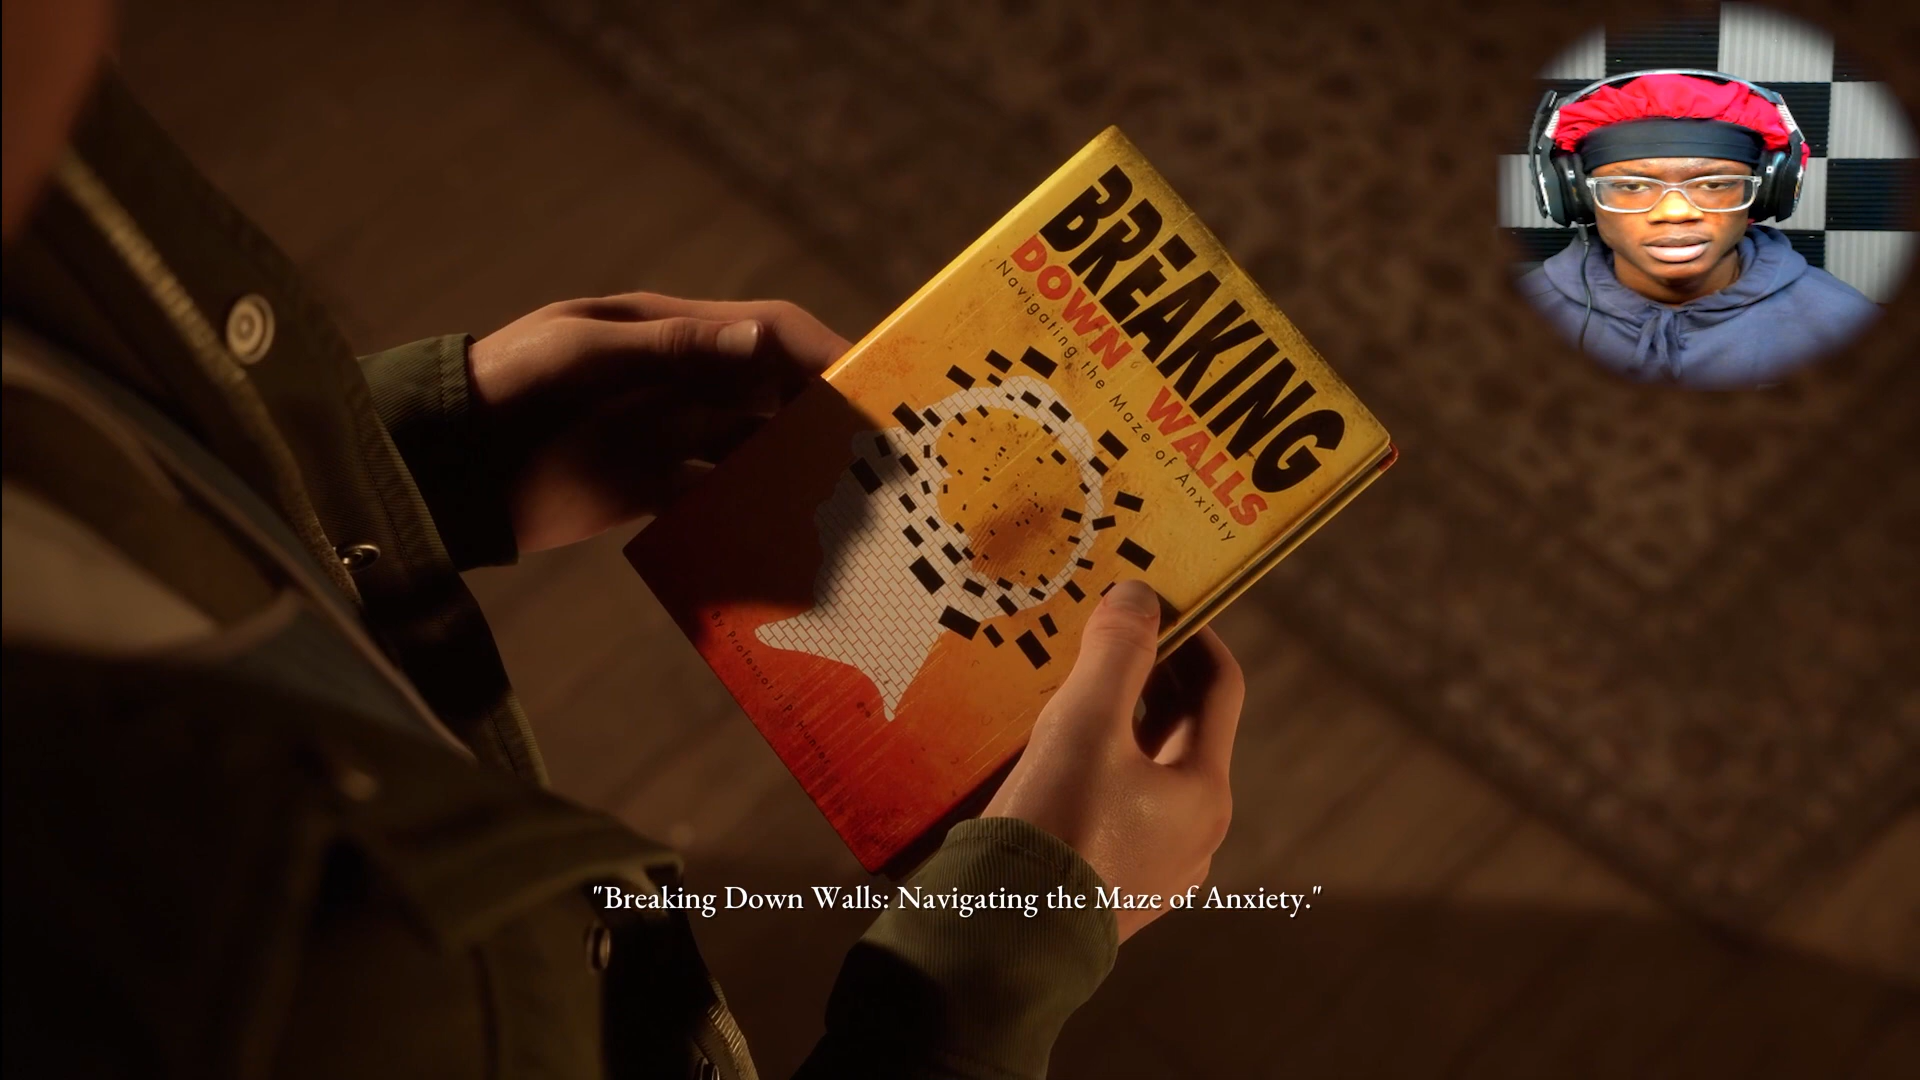 BREAKING
DOWN WALLS
Navigating the Maze of Anxiety
By Professor J.P. Hunter
"Breaking Down Walls: Navigating the Maze of Anxiety."